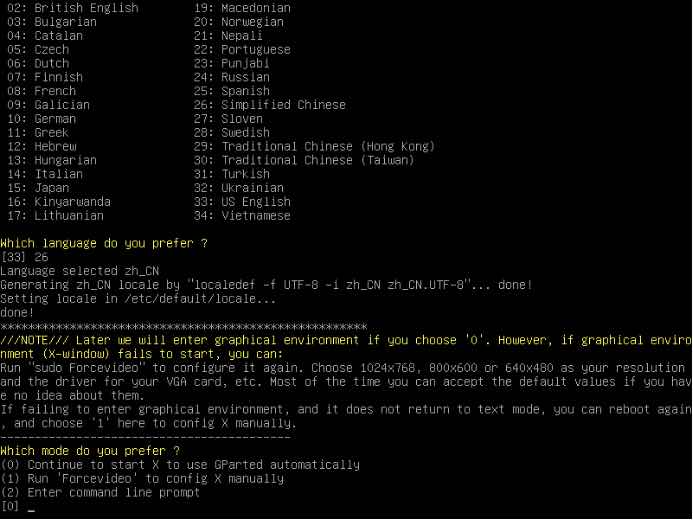 02: British English 19: Macedonian
03: Bulgarian 20: Norwegian
04: Catalan 21: Nepali
05: Czech 22: Portuguese
06: Dutch 23: Punjabi
07: Finnish 24: Russian
08: French 25: Spanish
09: Galician 26: Simplified Chinese
10: German 27: Sloven
11: Greek 28: Swedish
12: Hebrew 29: Traditional Chinese (Hong Kong)
13: Hungarian 30: Traditional Chinese (Taiwan)
14: Italian 31: Turkish
15: Japan 32: Ukrainian
16: Kinyarwanda 33: US English
17: Lithuanian 34: Vietnamese
Which language do you prefer ?
[33] 26
Language selected zh_CN
Generating zh_CN locale by "localedef -f UTF-8 -i zh_CN zh_CN.UTF-8"... done!
Setting locale in /etc/default/locale...
done!
*****************************************************
///NOTE/// Later we will enter graphical environment if you choose '0'. However, if graphical enviro
nment (X-window) fails to start, you can:
Run "sudo Forcevideo" to configure it again. Choose 1024x768, 800x600 or 640x480 as your resolution
and the driver for your VGA card, etc. Most of the time you can accept the default values if you hav
e no idea about them.
If failing to enter graphical environment, and it does not return to text mode, you can reboot again
, and choose '1' here to config X manually.
------------------------------------------
Which mode do you prefer ?
(0) Continue to start X to use GParted automatically
(1) Run 'Forcevideo' to config X manually
(2) Enter command line prompt
[0] _